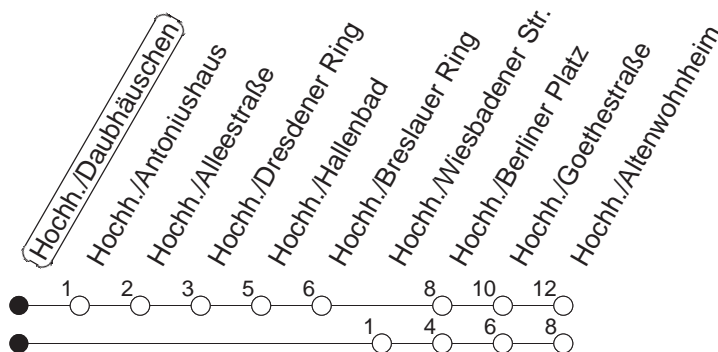 Hochh./Daubhäuschen
Hochh./Antoniushaus
Hochh./Alleestraße
Hochh./Dresdener Ring
Hochh./Hallenbad
Hochh./Breslauer Ring
Hochh./Wiesbadener Str.
Hochh./Berliner Platz
Hochh./Goethestraße
Hochh./Altenwohnheim
1 2 3 5 6 8 10 12
1 4 6 8